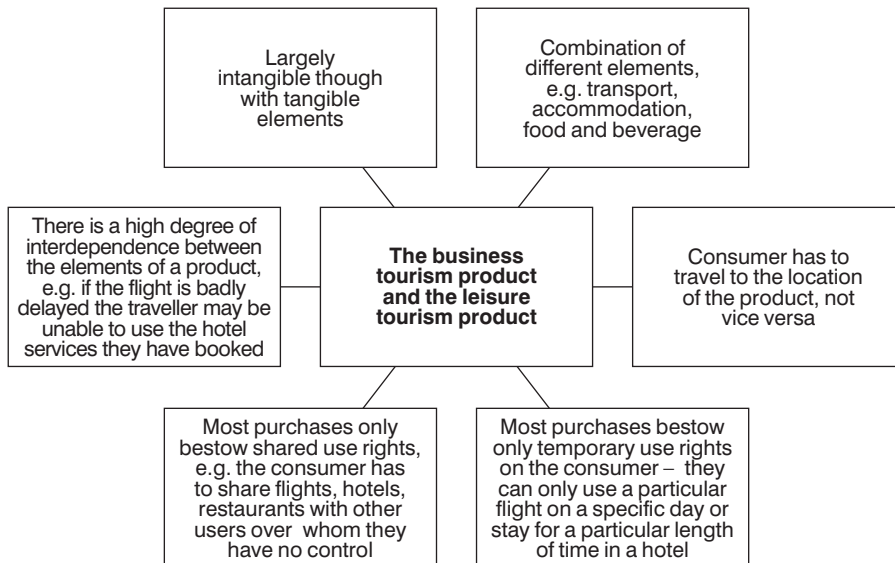 Largely
intangible though
with tangible
elements
Combination of
different elements,
e.g. transport,
accommodation,
food and beverage
There is a high degree of
interdependence between
the elements of a product,
e.g. if the flight is badly
delayed the traveller may be
unable to use the hotel
services they have booked
The business
tourism product
and the leisure
tourism product
Consumer has to
travel to the location
of the product, not
vice versa
Most purchases only
bestow shared use rights,
e.g. the consumer has
to share flights, hotels,
restaurants with other
users over whom they
have no control
Most purchases bestow
only temporary use rights
on the consumer – they
can only use a particular
flight on a specific day or
stay for a particular length
of time in a hotel